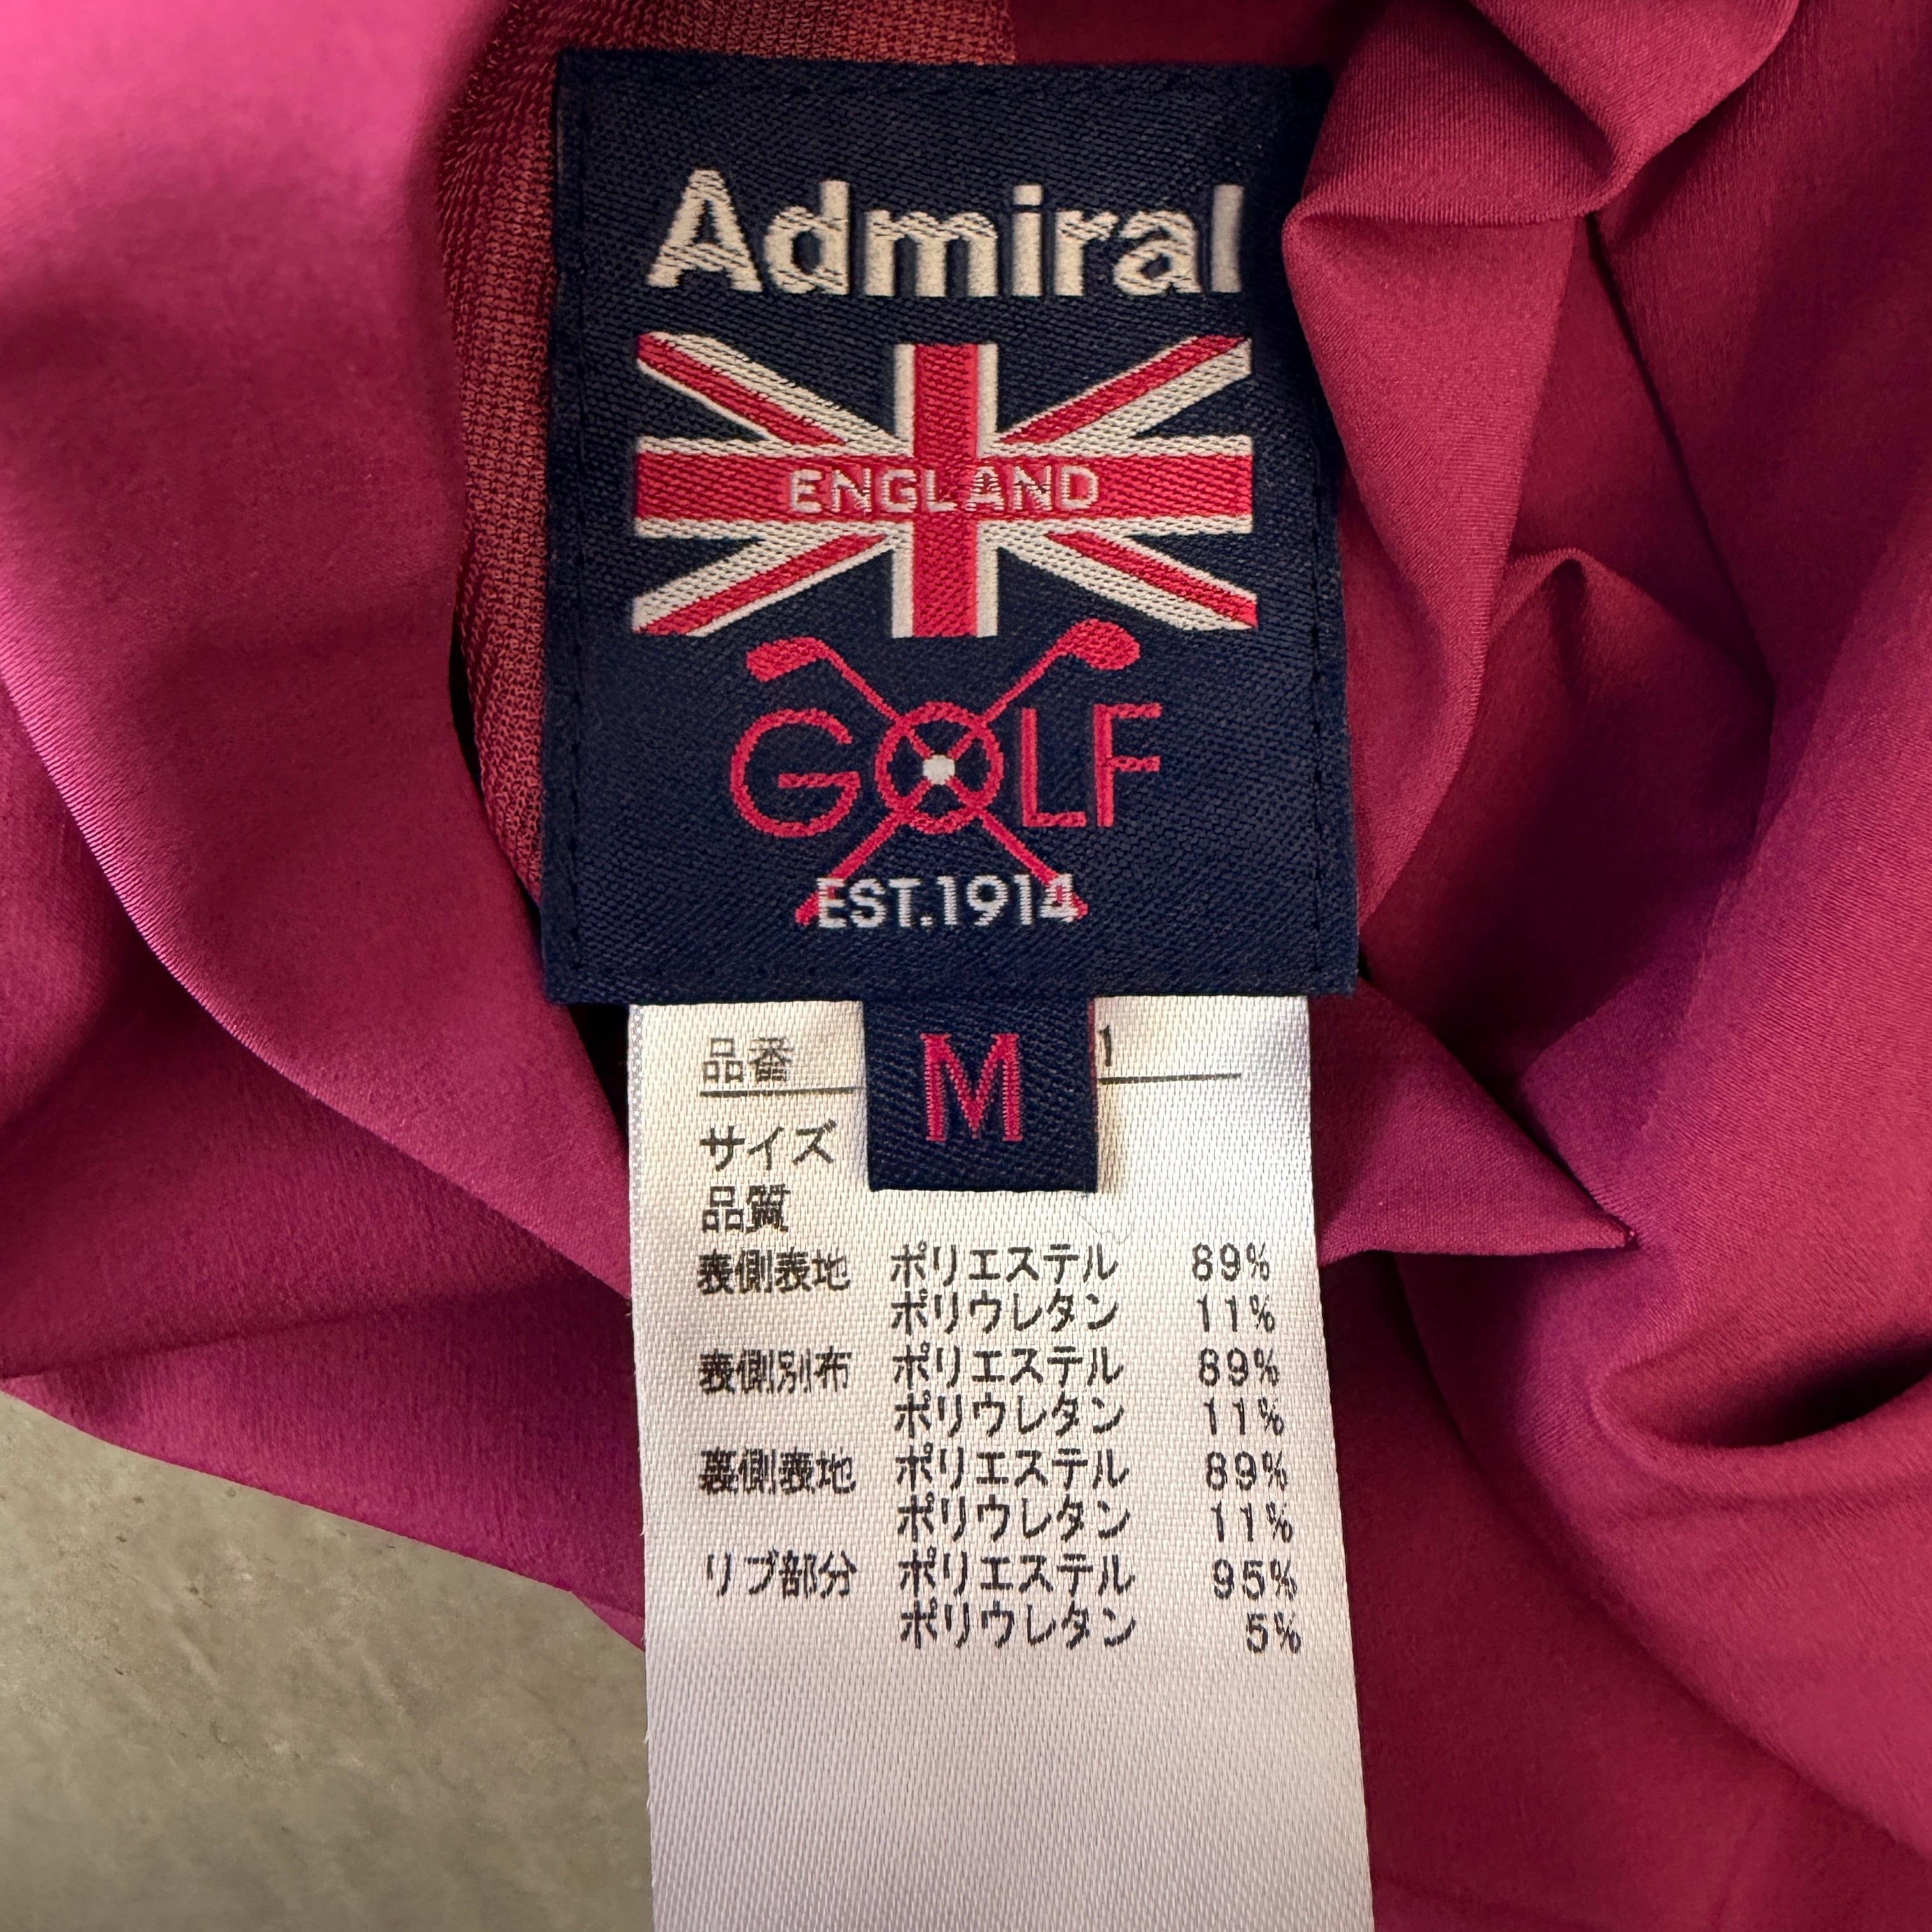 Admiral
ENGLAND
GOLF
EST.1914
M
品番 1
サイズ
品質
表側表地 ポリエステル 89%
ポリウレタン 11%
表側別布 ポリエステル 89%
ポリウレタン 11%
裏側表地 ポリエステル 89%
ポリウレタン 11%
リブ部分 ポリエステル 95%
ポリウレタン 5%